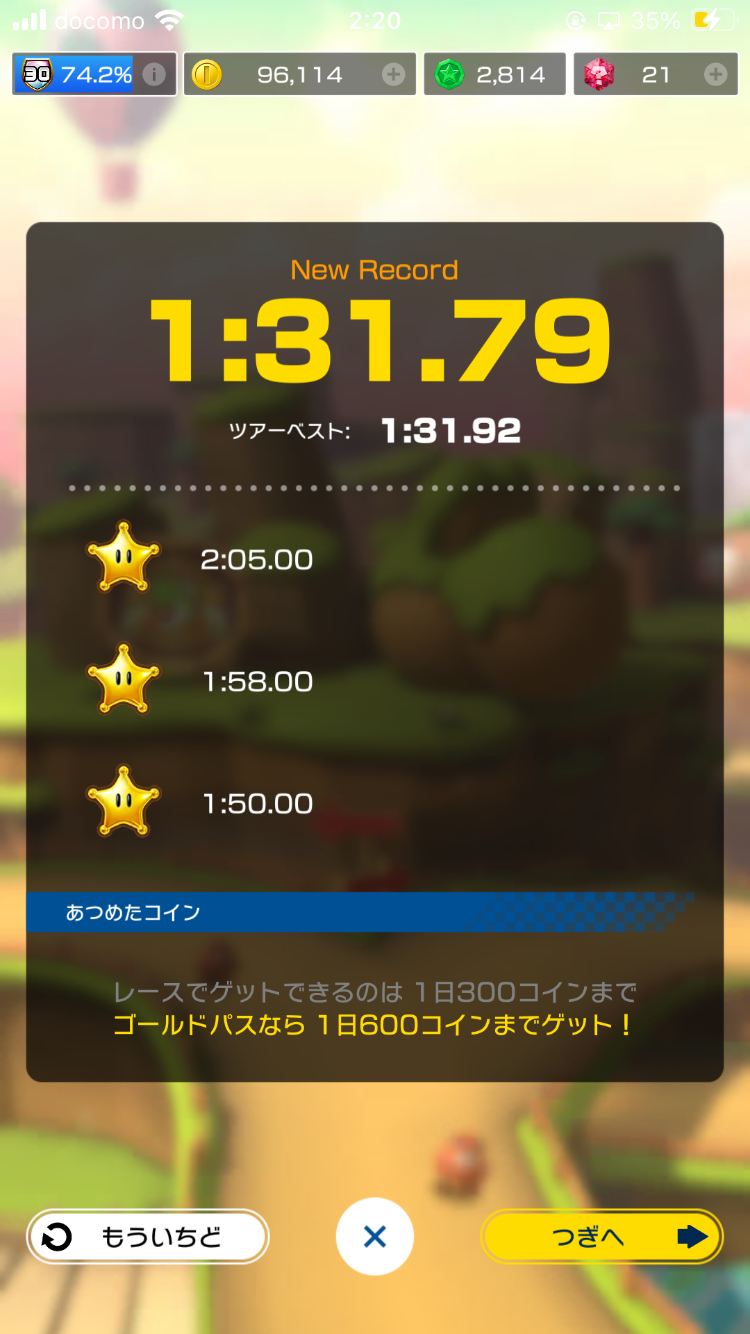 docomo 2:20 35%
30 74.2% 96,114 2,814 21
New Record
1:31.79
ツアーベスト: 1:31.92
2:05.00
1:58.00
1:50.00
あつめたコイン
レースでゲットできるのは 1日300コインまで
ゴールドパスなら 1日600コインまでゲット！
もういちど つぎへ